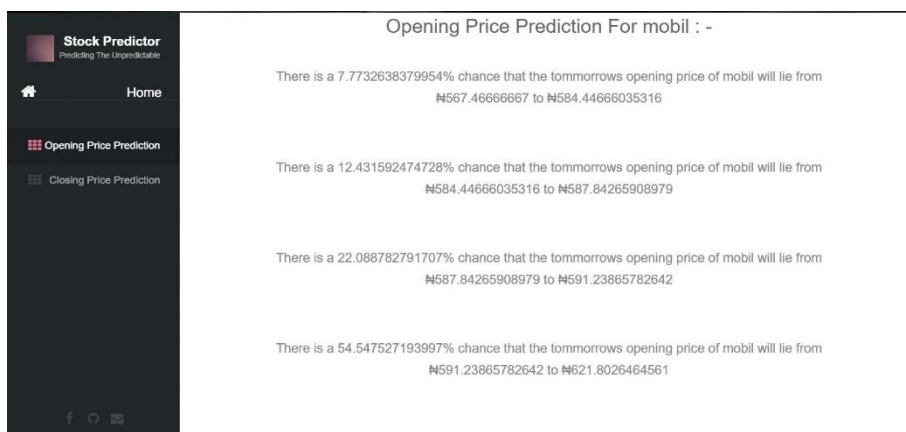 Stock Predictor
Predicting The Unpredictable
Home
Opening Price Prediction
Closing Price Prediction
Opening Price Prediction For mobil : -
There is a 7.7732638379954% chance that the tommorrows opening price of mobil will lie from
₦567.46666667 to ₦584.44666035316
There is a 12.431592474728% chance that the tommorrows opening price of mobil will lie from
₦584.44666035316 to ₦587.84265908979
There is a 22.088782791707% chance that the tommorrows opening price of mobil will lie from
₦587.84265908979 to ₦591.23865782642
There is a 54.547527193997% chance that the tommorrows opening price of mobil will lie from
₦591.23865782642 to ₦621.8026464561